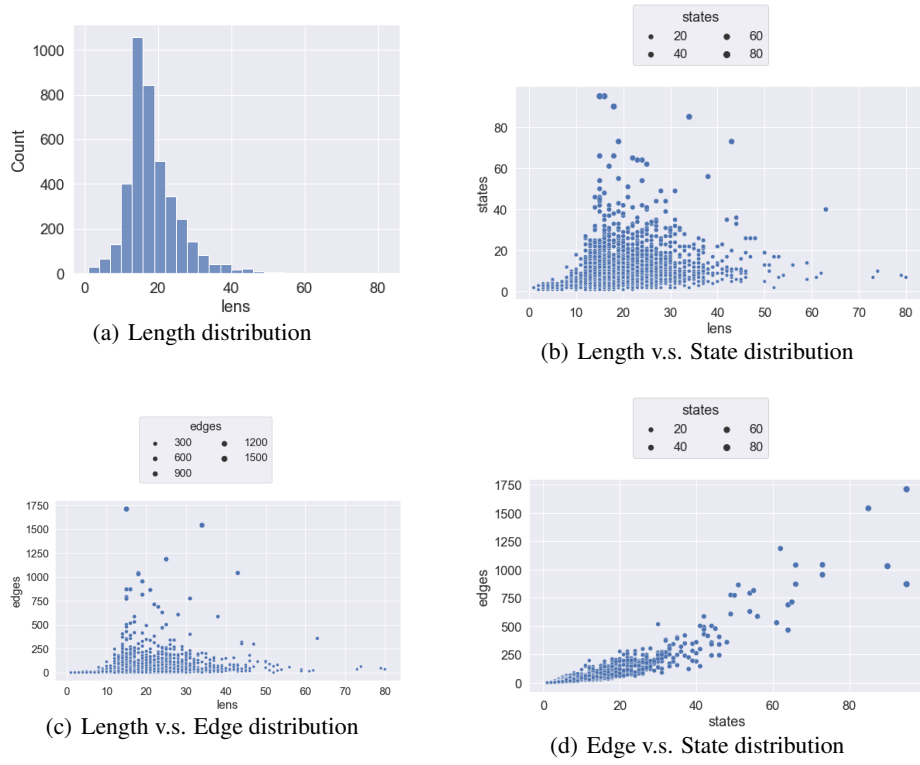 1000
800
600
400
200
0
Count
0 20 40 60 80
lens
(a) Length distribution
states
20 60
40 80
80
60
40
20
0
states
0 10 20 30 40 50 60 70 80
lens
(b) Length v.s. State distribution
edges
300 1200
600 1500
900
1750
1500
1250
1000
750
500
250
0
edges
0 10 20 30 40 50 60 70 80
lens
(c) Length v.s. Edge distribution
states
20 60
40 80
1750
1500
1250
1000
750
500
250
0
edges
0 20 40 60 80
states
(d) Edge v.s. State distribution